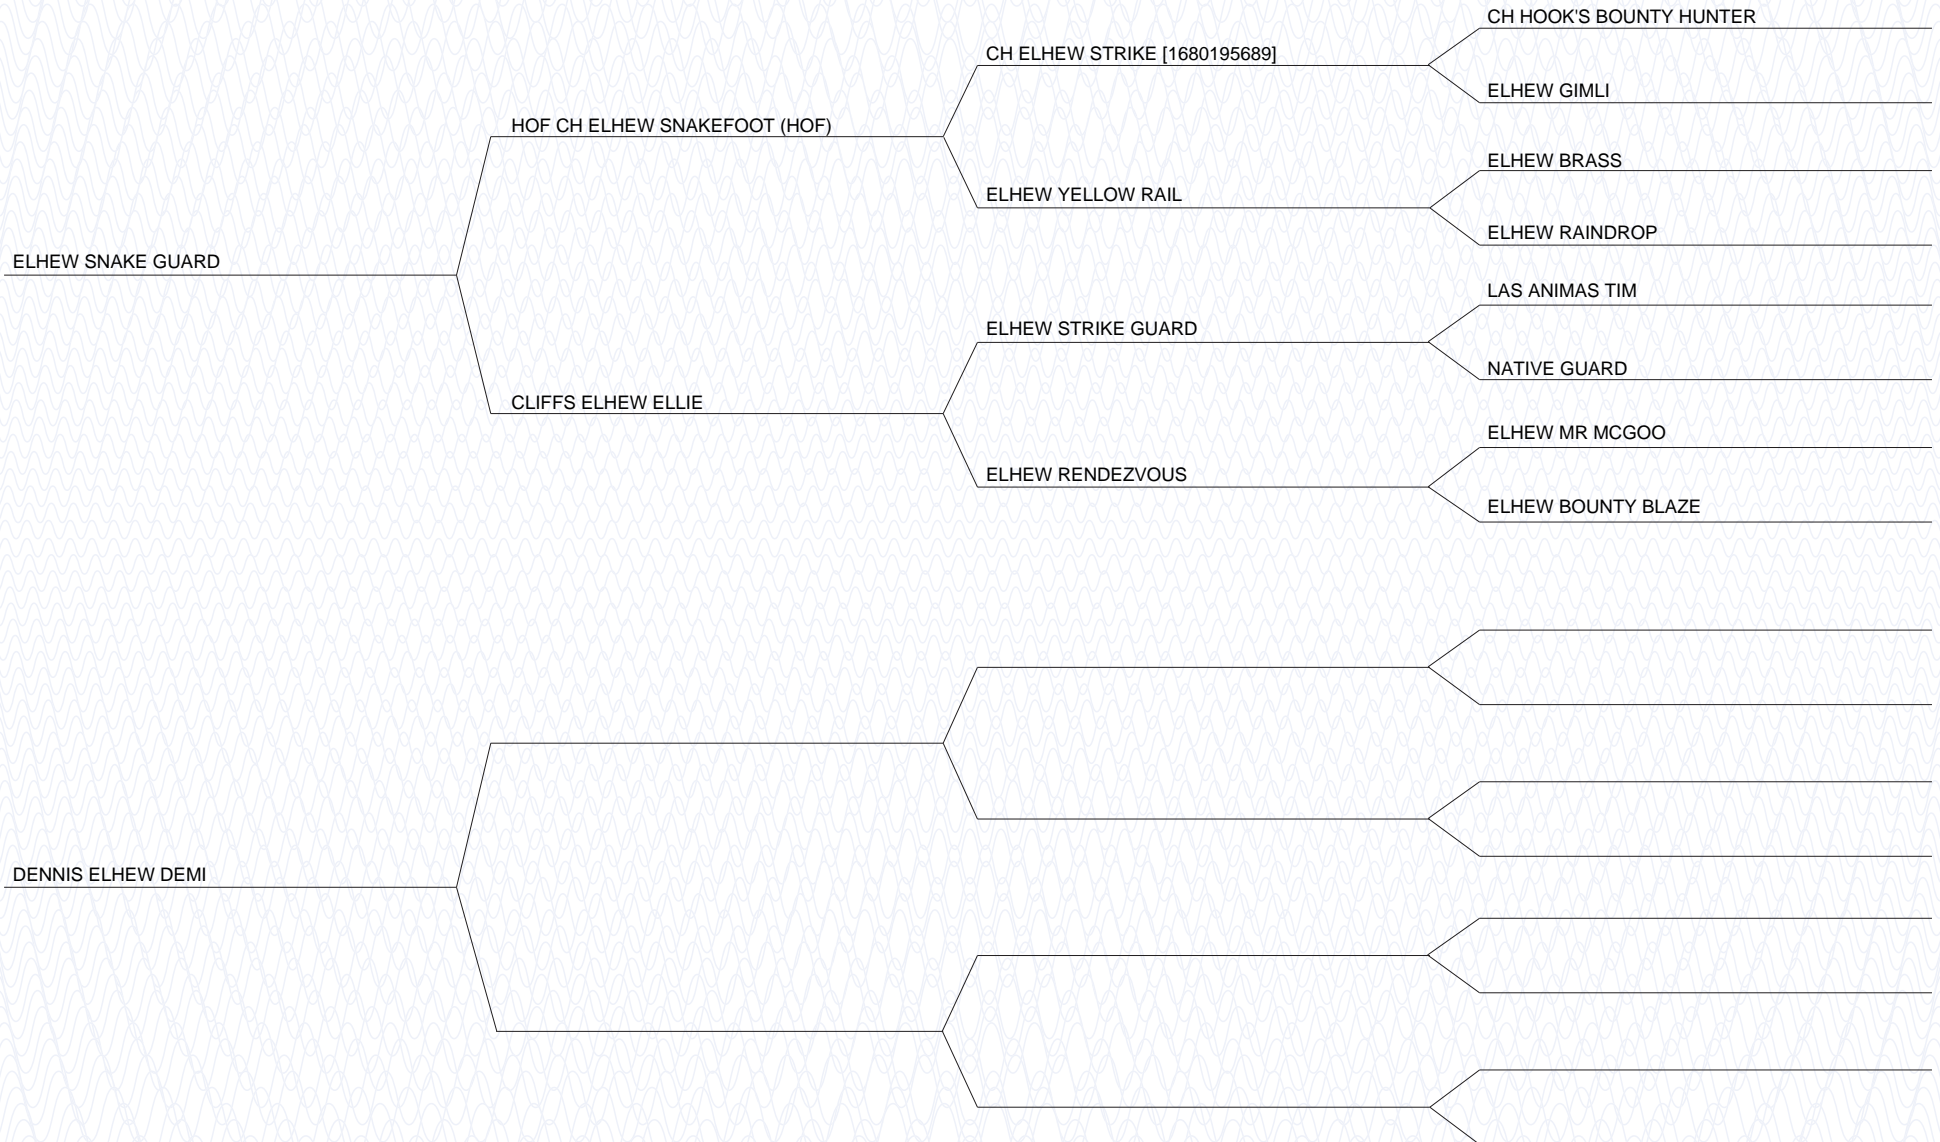 CH HOOK'S BOUNTY HUNTER
CH ELHEW STRIKE [1680195689]
ELHEW GIMLI
HOF CH ELHEW SNAKEFOOT (HOF)
ELHEW BRASS
ELHEW YELLOW RAIL
ELHEW RAINDROP
ELHEW SNAKE GUARD
LAS ANIMAS TIM
ELHEW STRIKE GUARD
NATIVE GUARD
CLIFFS ELHEW ELLIE
ELHEW MR MCGOO
ELHEW RENDEZVOUS
ELHEW BOUNTY BLAZE
DENNIS ELHEW DEMI